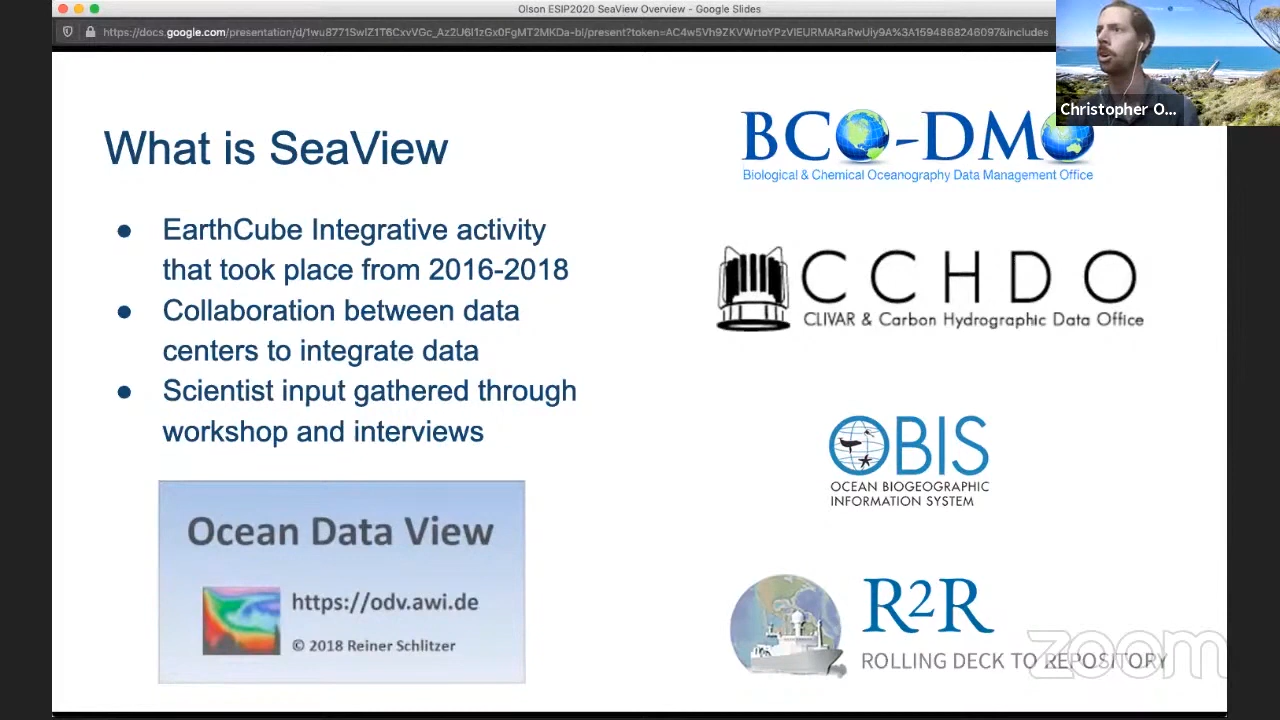 Olson ESIP2020 SeaView Overview - Google Slides
Christopher O...
What is SeaView
● EarthCube Integrative activity
that took place from 2016-2018
● Collaboration between data
centers to integrate data
● Scientist input gathered through
workshop and interviews
Ocean Data View
https://odv.awi.de
© 2018 Reiner Schlitzer
BCO-DMO
Biological & Chemical Oceanography Data Management Office
CCHDO
CLIVAR & Carbon Hydrographic Data Office
OBIS
OCEAN BIOGEOGRAPHIC
INFORMATION SYSTEM
R2R
ROLLING DECK TO REPOSITORY
zoom